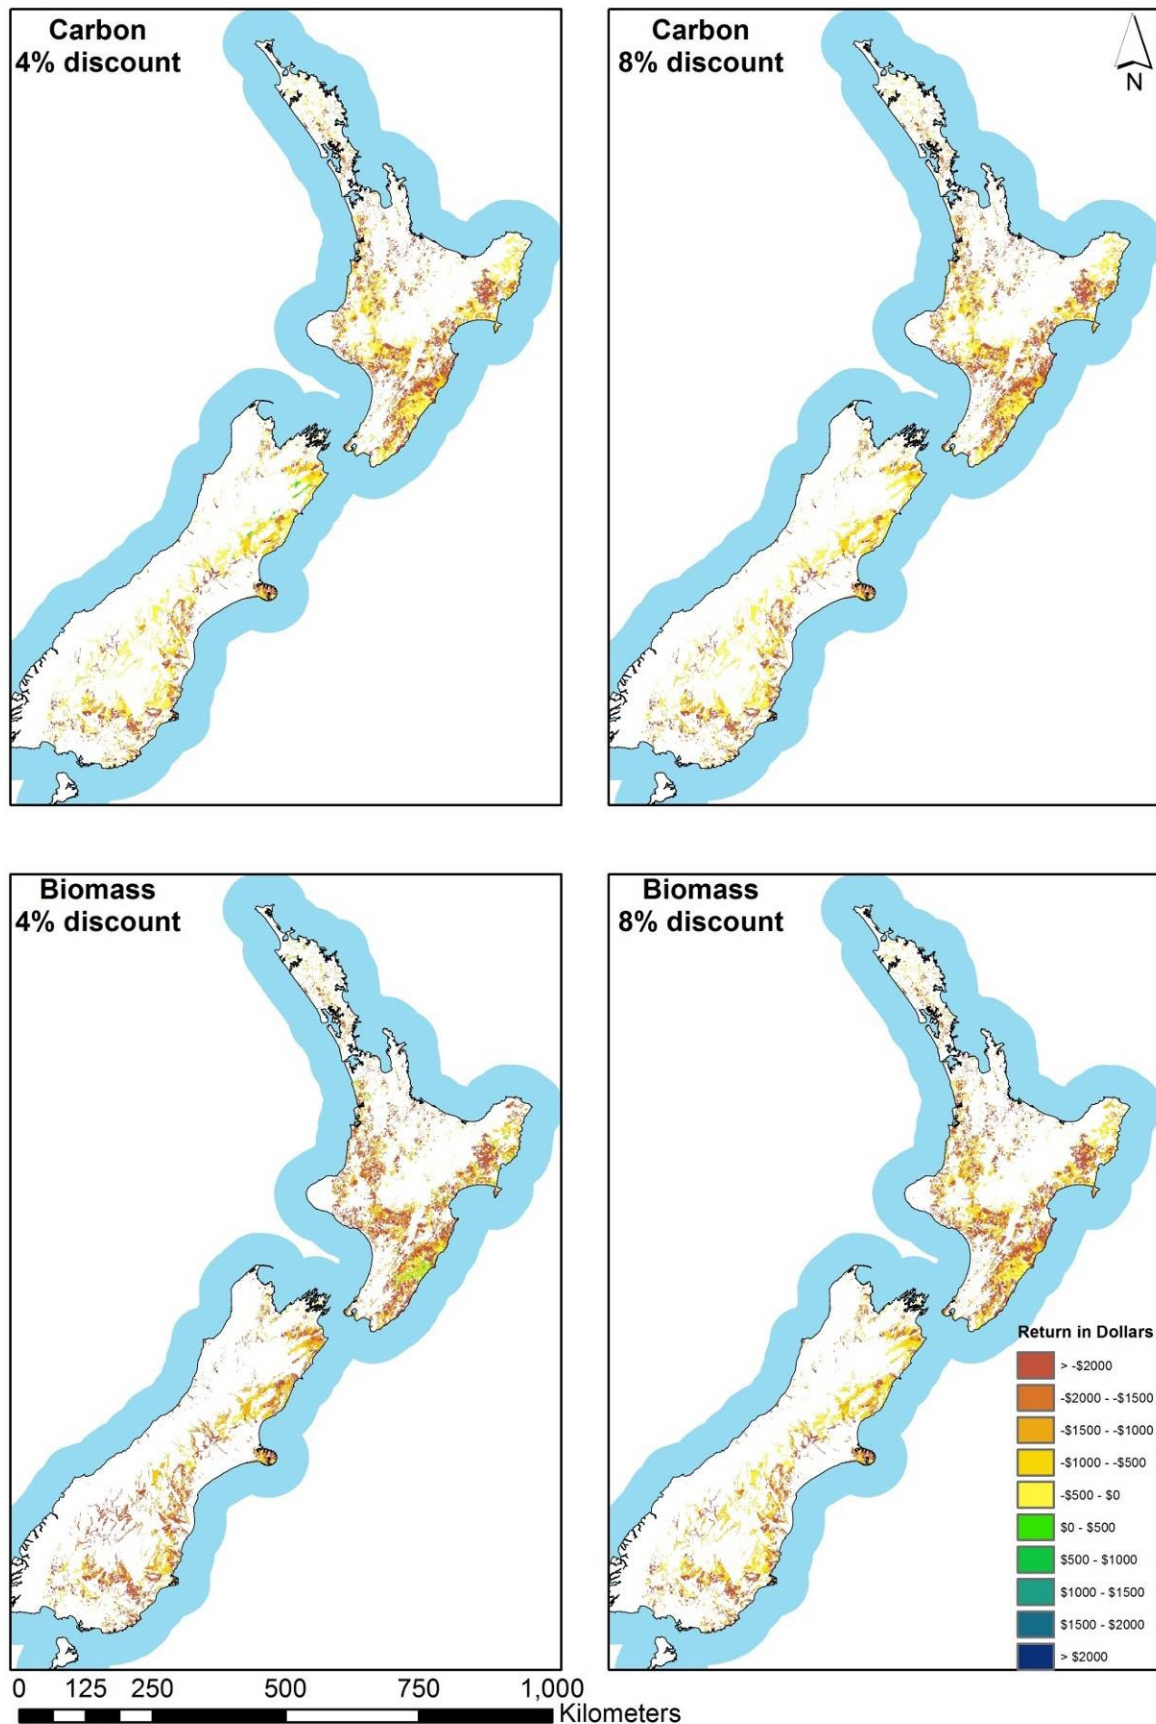 Carbon
4% discount
Carbon
8% discount
N
Biomass
4% discount
Biomass
8% discount
Return in Dollars
> -$2000
-$2000 - -$1500
-$1500 - -$1000
-$1000 - -$500
-$500 - $0
$0 - $500
$500 - $1000
$1000 - $1500
$1500 - $2000
> $2000
0 125 250 500 750 1,000
Kilometers